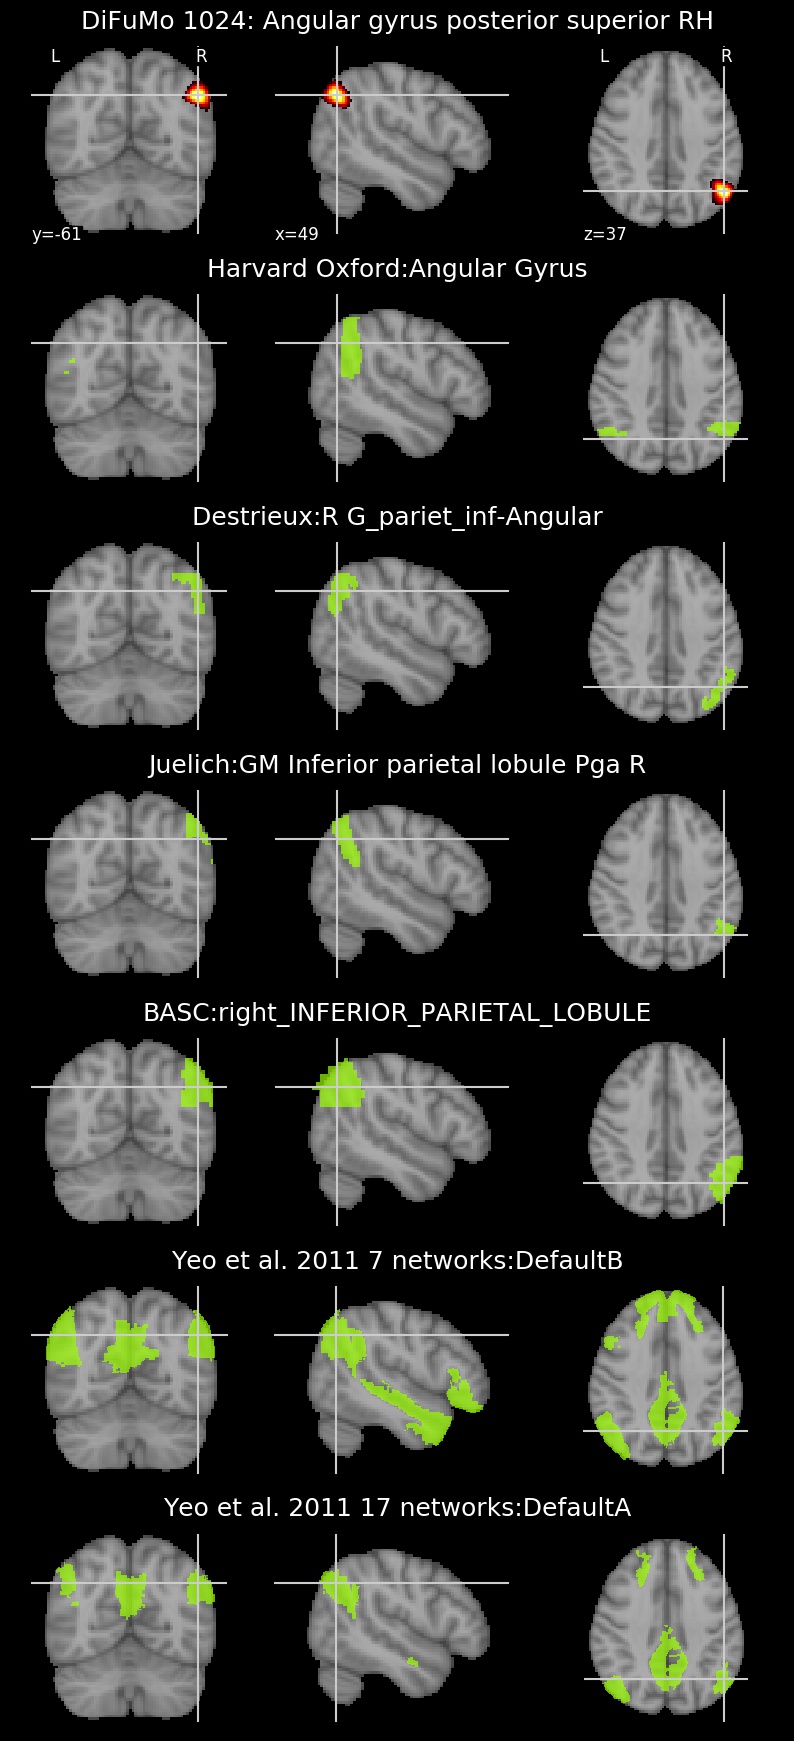 DiFuMo 1024: Angular gyrus posterior superior RH
L R L R
y=-61 x=49 z=37
Harvard Oxford:Angular Gyrus
Destrieux:R G_pariet_inf-Angular
Juelich:GM Inferior parietal lobule Pga R
BASC:right_INFERIOR_PARIETAL_LOBULE
Yeo et al. 2011 7 networks:DefaultB
Yeo et al. 2011 17 networks:DefaultA